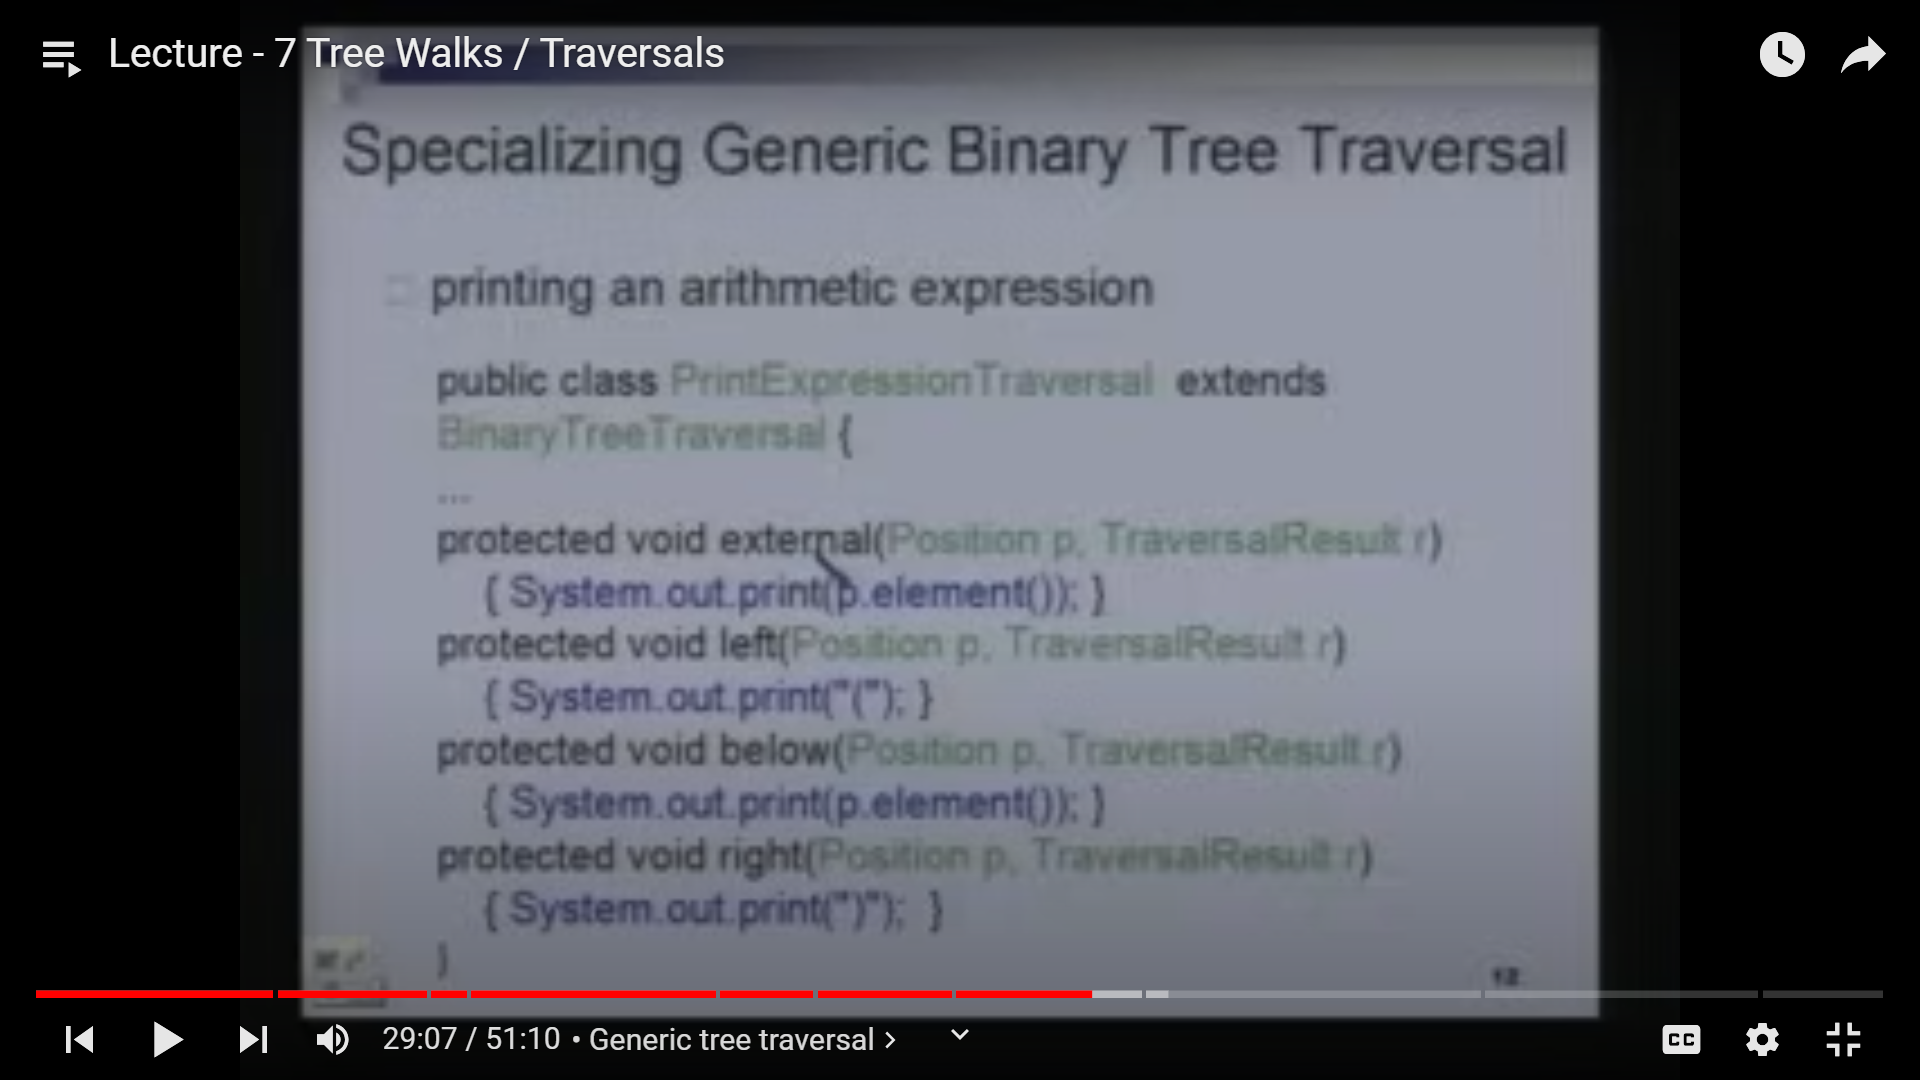 Lecture - 7 Tree Walks / Traversals
Specializing Generic Binary Tree Traversal
printing an arithmetic expression
public class PrintExpressionTraversal extends
BinaryTreeTraversal {
...
protected void external(Position p, TraversalResult r)
{ System.out.print(p.element()); }
protected void left(Position p, TraversalResult r)
{ System.out.print("("); }
protected void below(Position p, TraversalResult r)
{ System.out.print(p.element()); }
protected void right(Position p, TraversalResult r)
{ System.out.print(")"); }
}
12
29:07 / 51:10 • Generic tree traversal >
CC